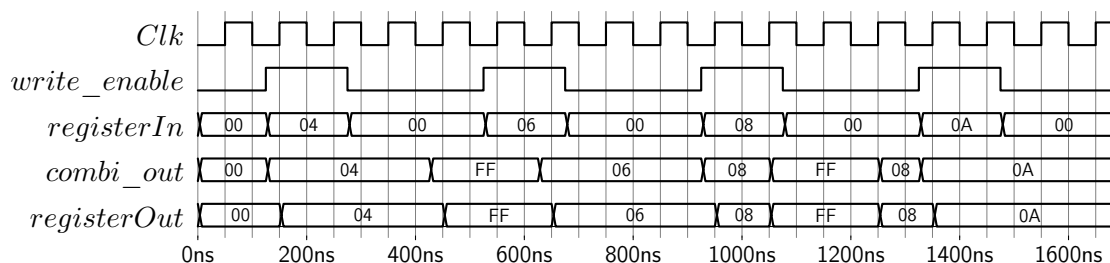 Clk
write_enable
registerIn 00 04 00 06 00 08 00 0A 00
combi_out 00 04 FF 06 08 FF 08 0A
registerOut 00 04 FF 06 08 FF 08 0A
0ns 200ns 400ns 600ns 800ns 1000ns 1200ns 1400ns 1600ns